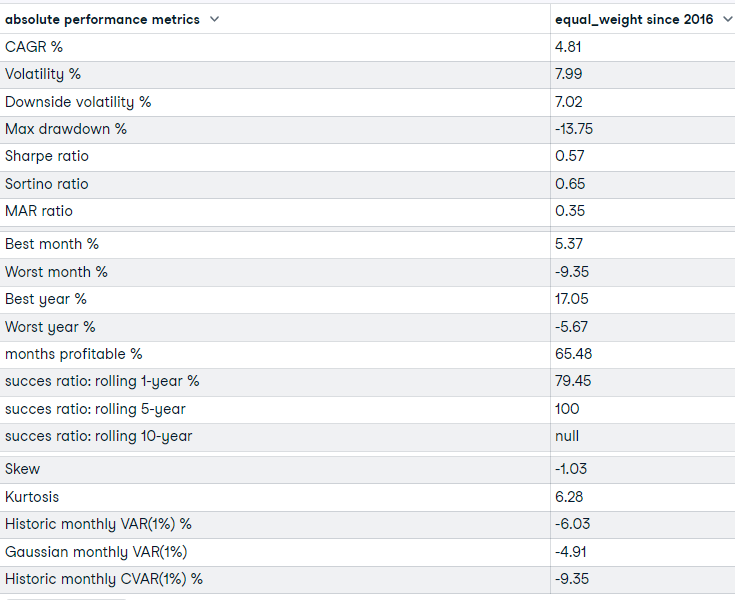 absolute performance metrics equal_weight since 2016
CAGR % 4.81
Volatility % 7.99
Downside volatility % 7.02
Max drawdown % -13.75
Sharpe ratio 0.57
Sortino ratio 0.65
MAR ratio 0.35
Best month % 5.37
Worst month % -9.35
Best year % 17.05
Worst year % -5.67
months profitable % 65.48
succes ratio: rolling 1-year % 79.45
succes ratio: rolling 5-year 100
succes ratio: rolling 10-year null
Skew -1.03
Kurtosis 6.28
Historic monthly VAR(1%) % -6.03
Gaussian monthly VAR(1%) -4.91
Historic monthly CVAR(1%) % -9.35